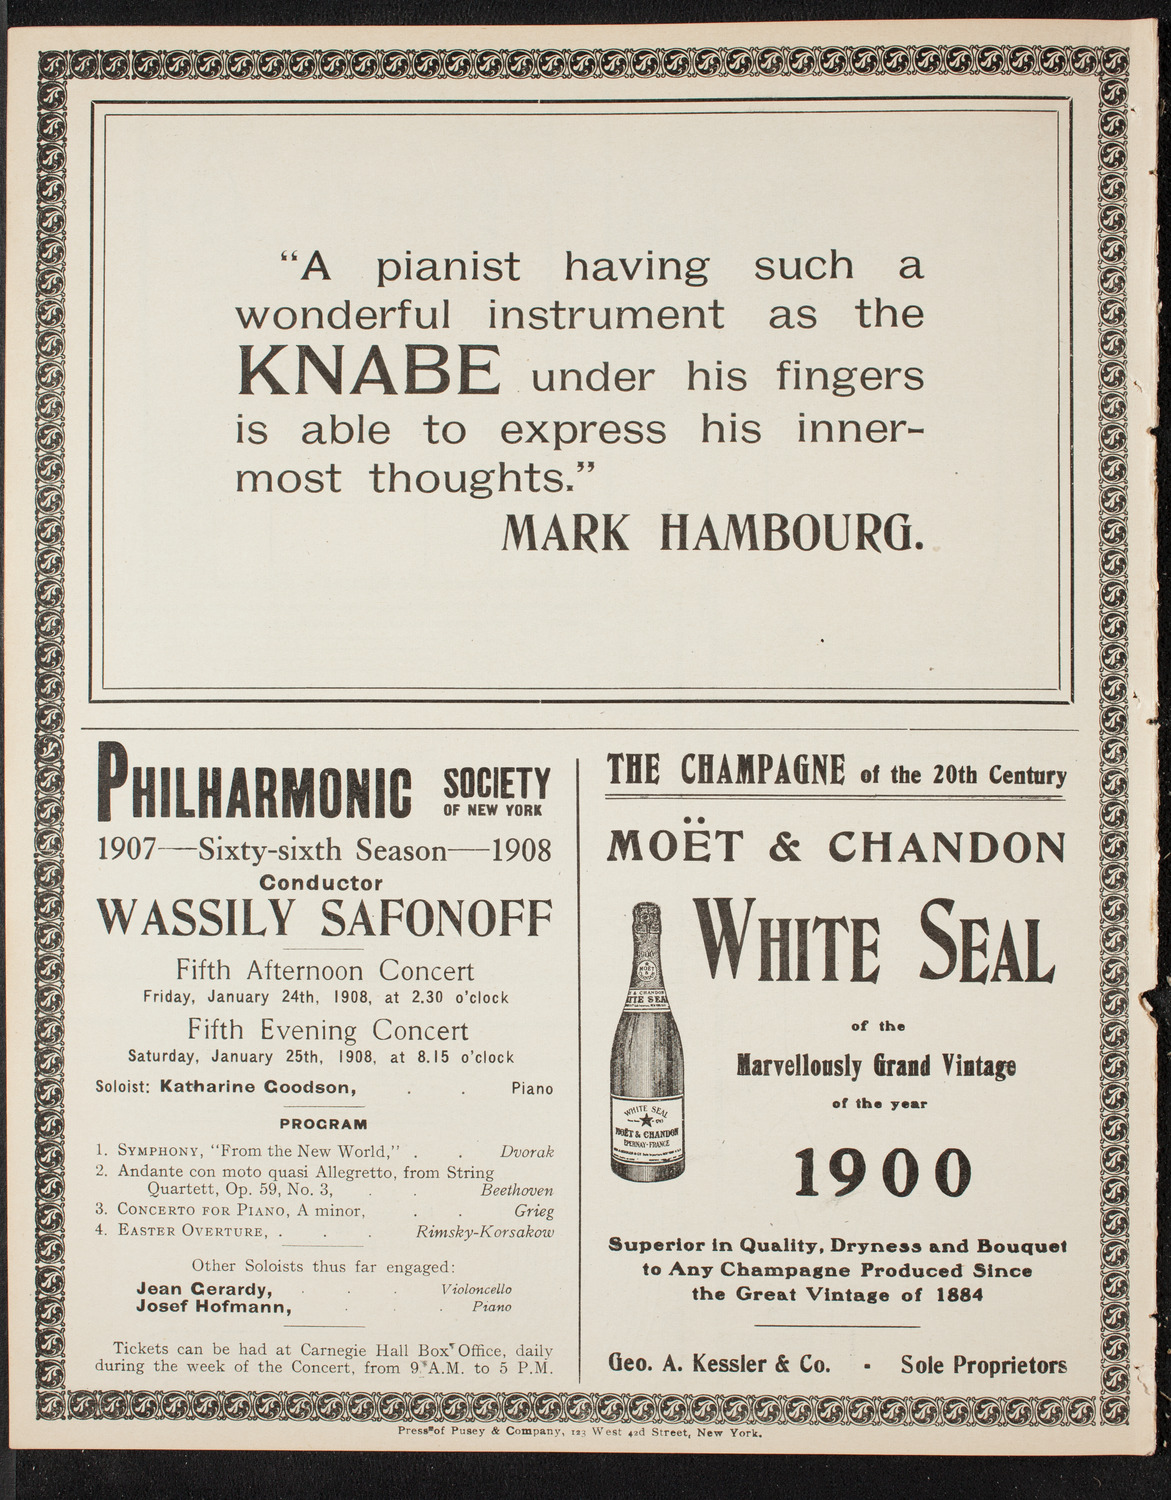 “A pianist having such a
wonderful instrument as the
KNABE under his fingers
is able to express his inner-
most thoughts.”
MARK HAMBOURG.
PHILHARMONIC SOCIETY OF NEW YORK
1907—Sixty-sixth Season—1908
Conductor
WASSILY SAFONOFF
Fifth Afternoon Concert
Friday, January 24th, 1908, at 2.30 o'clock
Fifth Evening Concert
Saturday, January 25th, 1908, at 8.15 o'clock
Soloist: Katharine Goodson, . . Piano
PROGRAM
1. SYMPHONY, “From the New World,” . . Dvorak
2. Andante con moto quasi Allegretto, from String
Quartett, Op. 59, No. 3, . . Beethoven
3. CONCERTO FOR PIANO, A minor, . . Grieg
4. EASTER OVERTURE, . . . Rimsky-Korsakow
Other Soloists thus far engaged:
Jean Gerardy, . . . Violoncello
Josef Hofmann, . . . Piano
Tickets can be had at Carnegie Hall Box Office, daily
during the week of the Concert, from 9 A.M. to 5 P.M.
THE CHAMPAGNE of the 20th Century
MOËT & CHANDON
WHITE SEAL
of the
Marvellously Grand Vintage
of the year
1900
WHITE SEAL
MOËT & CHANDON
EPERNAY-FRANCE
Superior in Quality, Dryness and Bouquet
to Any Champagne Produced Since
the Great Vintage of 1884
Geo. A. Kessler & Co. - Sole Proprietors
Press of Pusey & Company, 123 West 42d Street, New York.